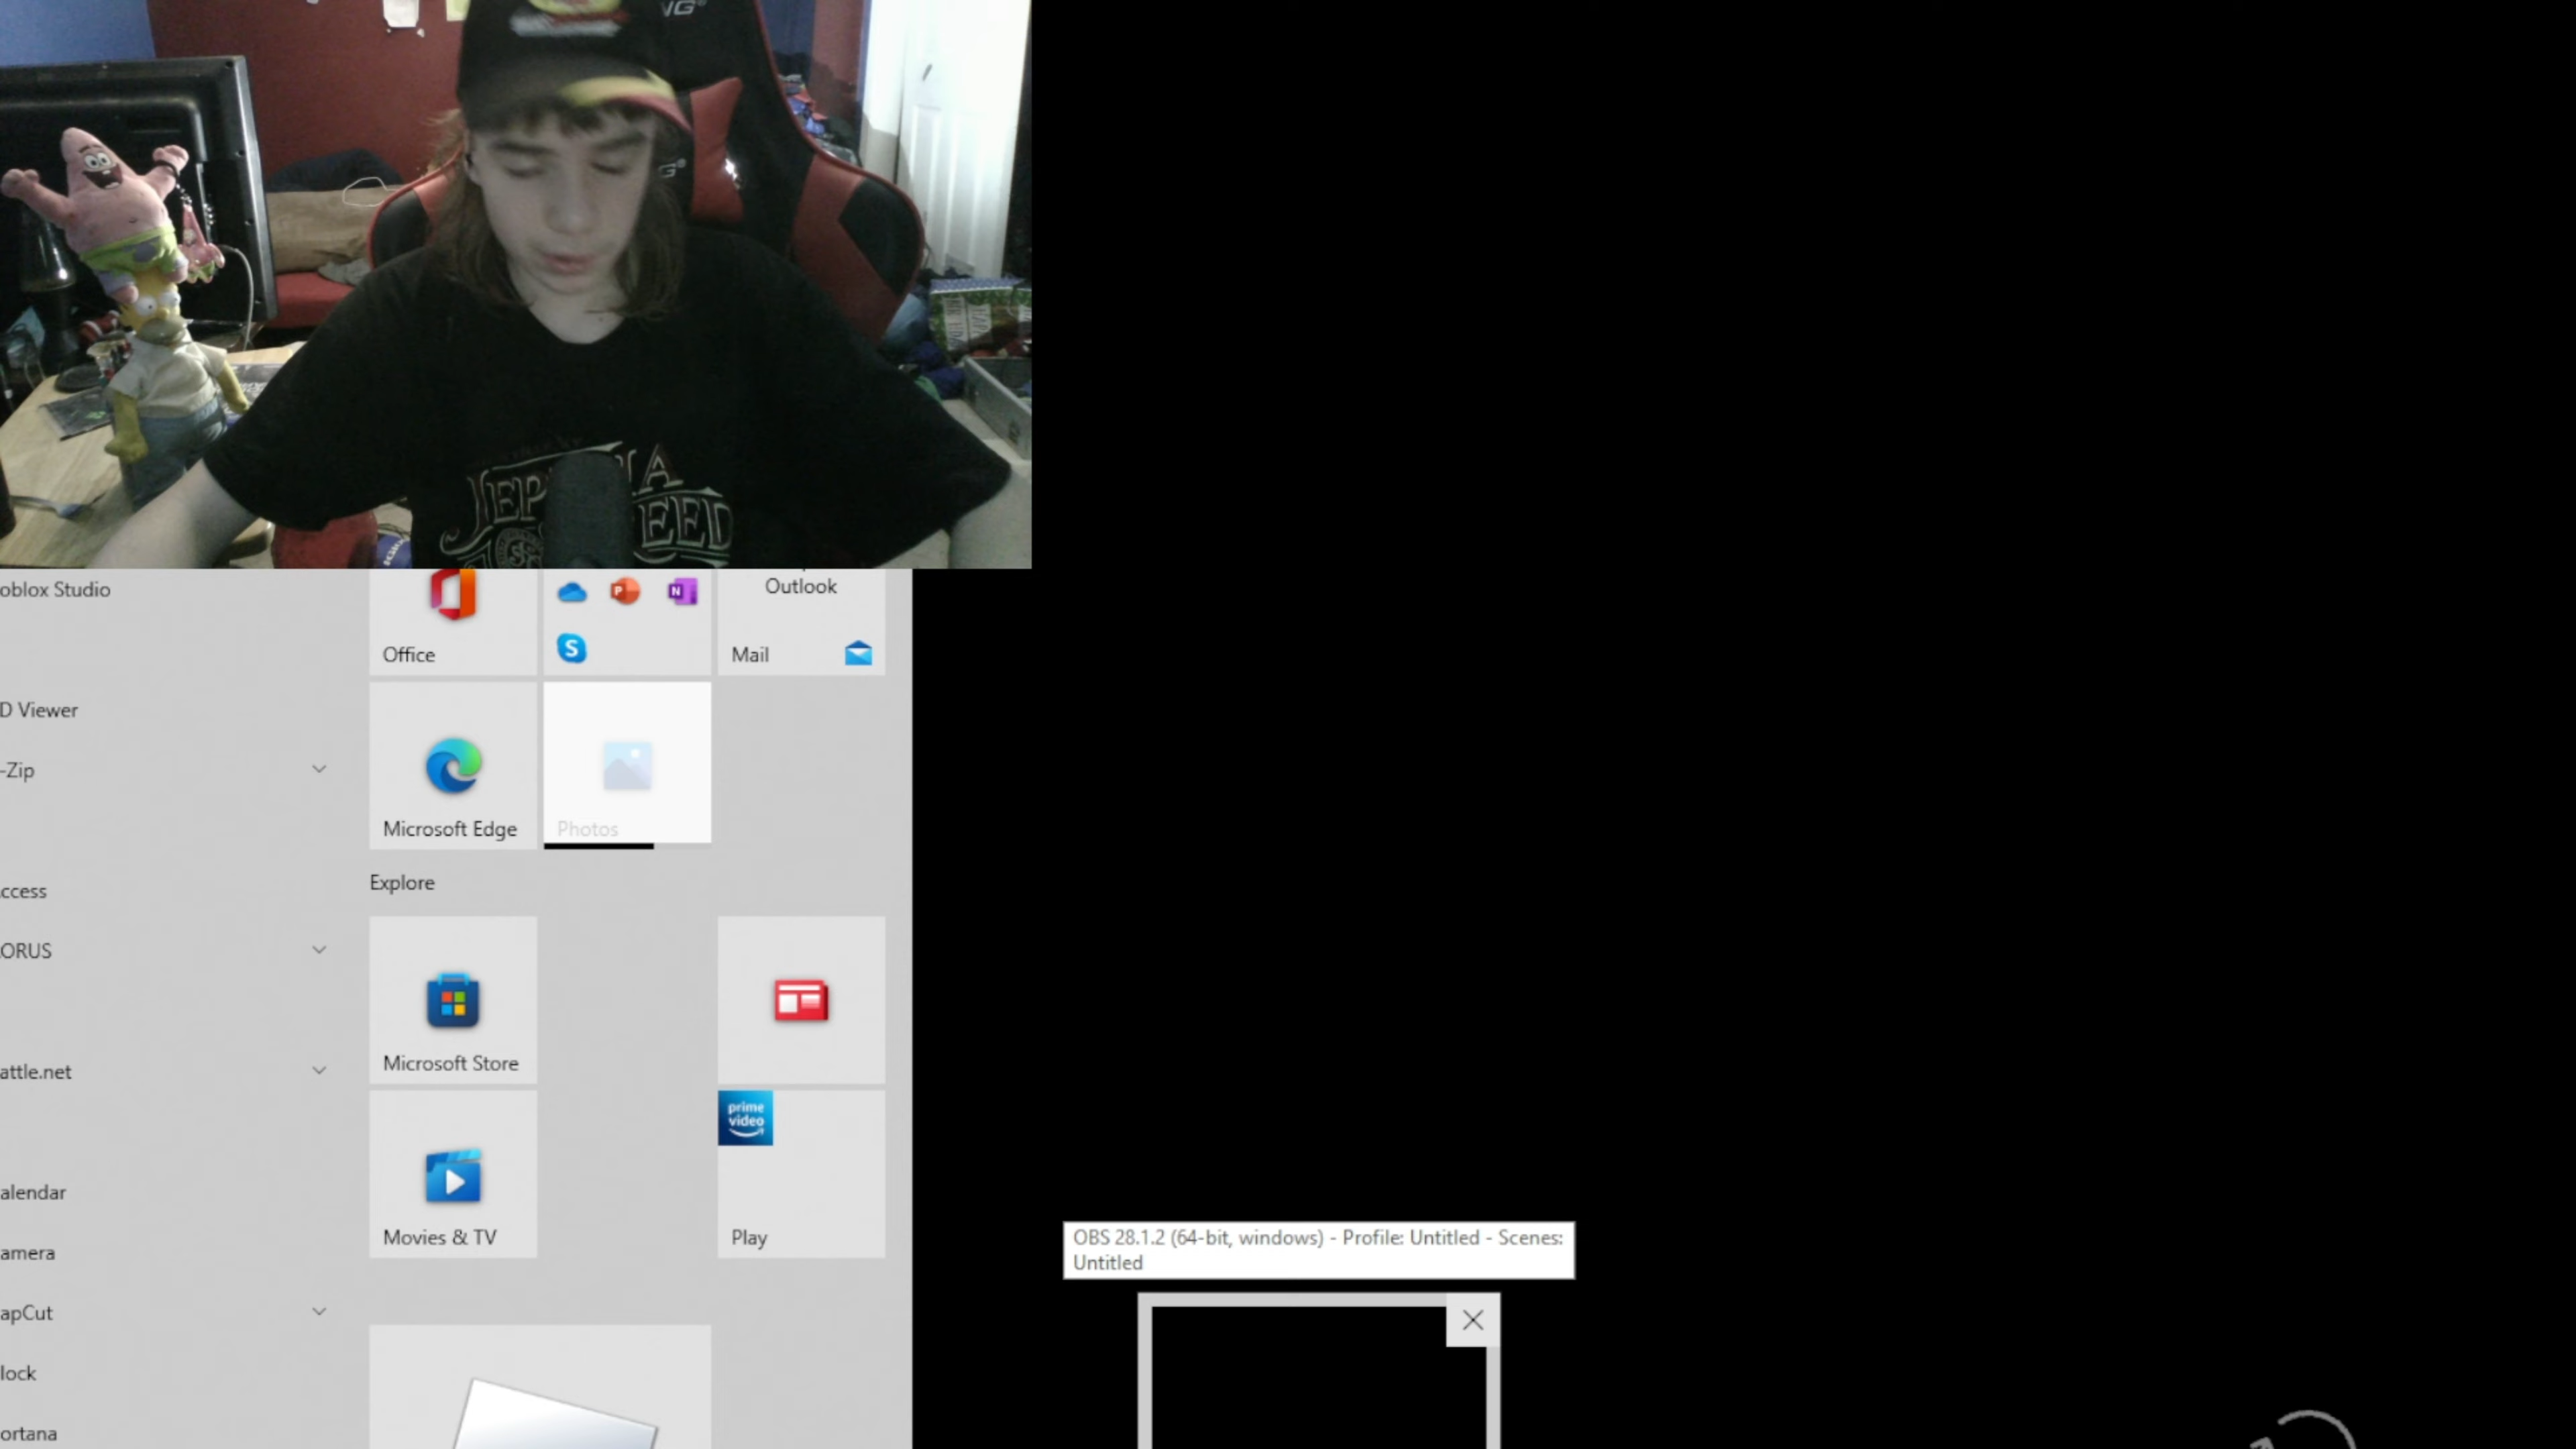 oblox Studio
Outlook
Office
Mail
D Viewer
-Zip
Microsoft Edge
Photos
Explore
ccess
ORUS
Microsoft Store
attle.net
prime
video
alendar
Movies & TV
Play
amera
OBS 28.1.2 (64-bit, windows) - Profile: Untitled - Scenes:
Untitled
apCut
lock
ortana